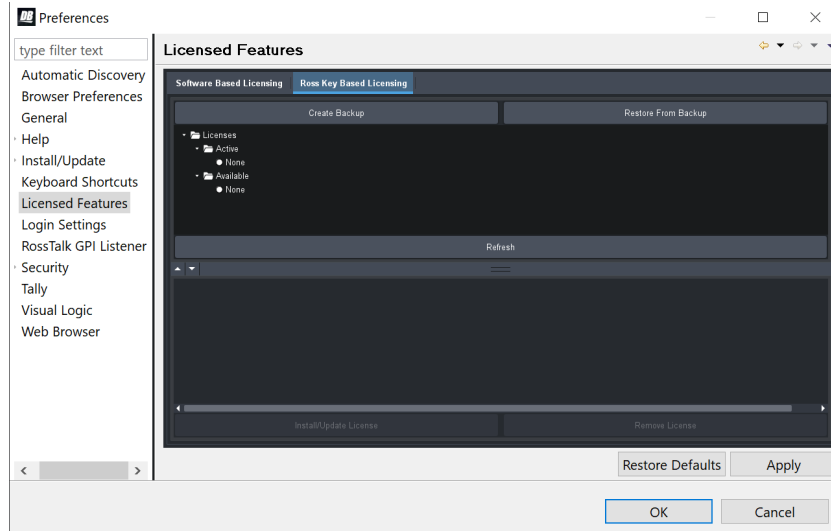 DB Preferences
type filter text
Automatic Discovery
Browser Preferences
General
Help
Install/Update
Keyboard Shortcuts
Licensed Features
Login Settings
RossTalk GPI Listener
Security
Tally
Visual Logic
Web Browser
Licensed Features
Software Based Licensing Ross Key Based Licensing
Create Backup Restore From Backup
Licenses
Active
None
Available
None
Refresh
Install/Update License Remove License
Restore Defaults Apply
OK Cancel